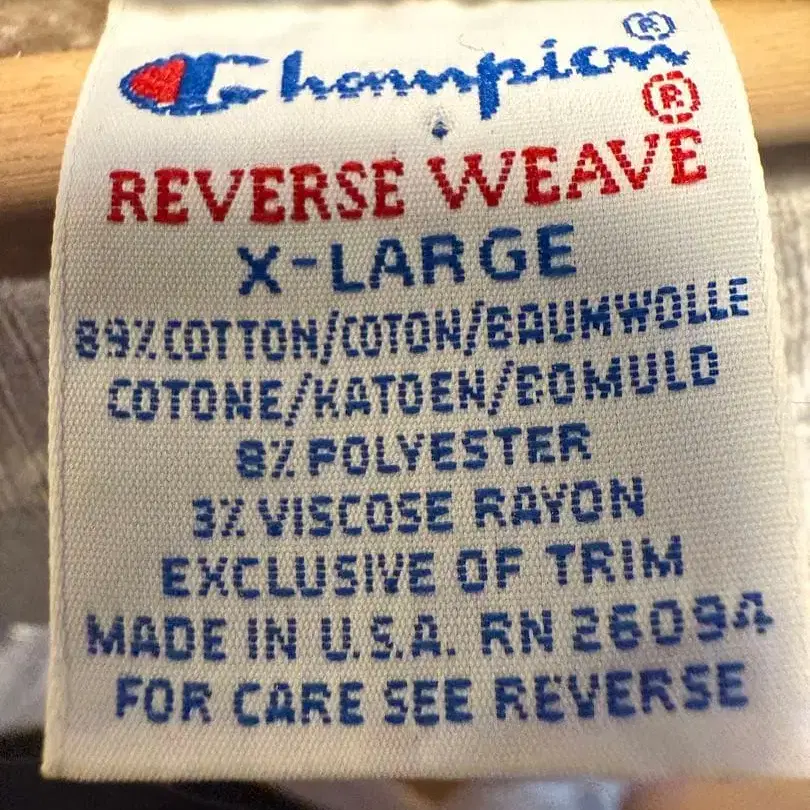 Champion®
REVERSE WEAVE®
X-LARGE
89% COTTON/COTON/BAUMWOLLE
COTONE/KATOEN/BOMULD
8% POLYESTER
3% VISCOSE RAYON
EXCLUSIVE OF TRIM
MADE IN U.S.A. RN 26094
FOR CARE SEE REVERSE